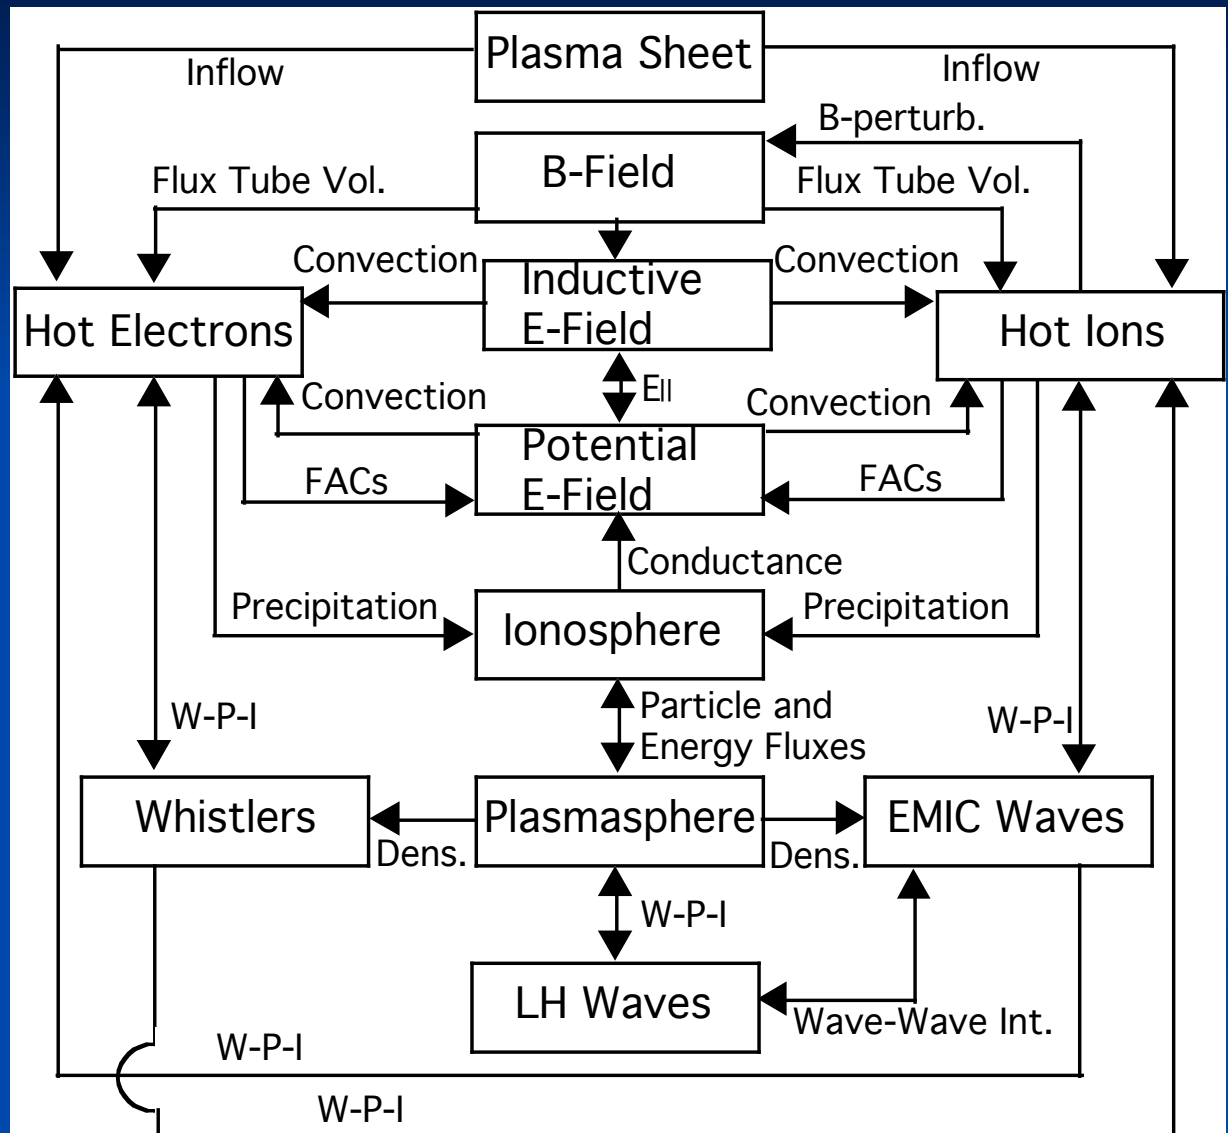 Plasma Sheet
Inflow
Inflow
B-perturb.
B-Field
Flux Tube Vol.
Flux Tube Vol.
Convection
Convection
Inductive
E-Field
Hot Electrons
Hot Ions
E||
Convection
Convection
Potential
E-Field
FACs
FACs
Conductance
Precipitation
Precipitation
Ionosphere
Particle and
Energy Fluxes
W-P-I
W-P-I
Whistlers
Plasmasphere
EMIC Waves
Dens.
Dens.
W-P-I
LH Waves
Wave-Wave Int.
W-P-I
W-P-I